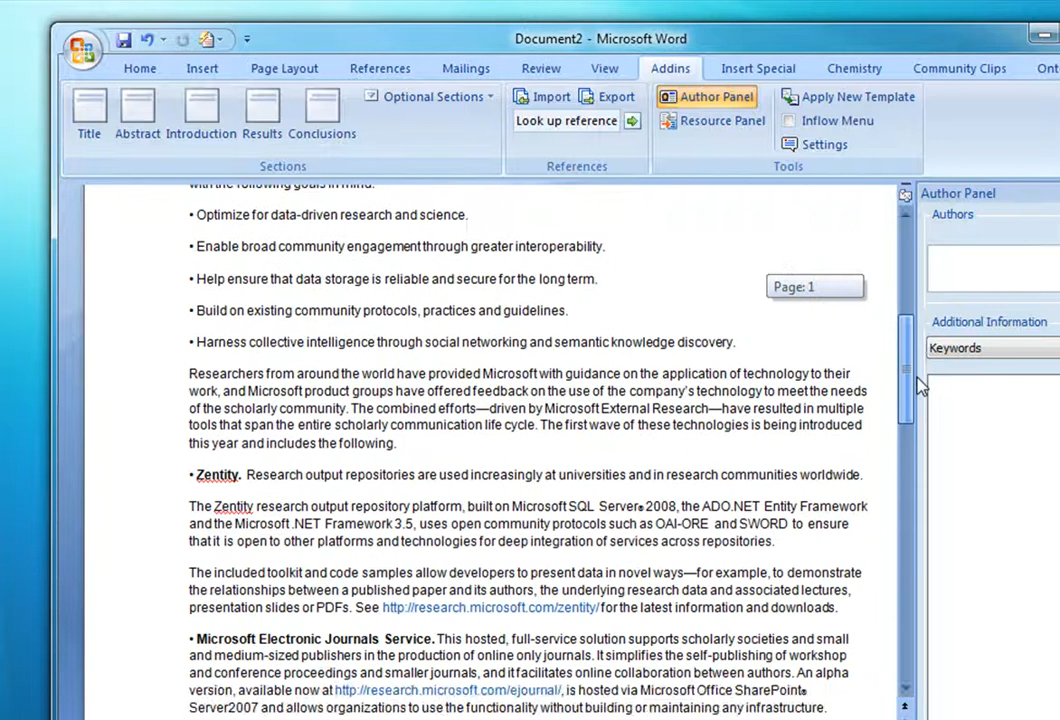 Document2 - Microsoft Word
Home Insert Page Layout References Mailings Review View Addins Insert Special Chemistry Community Clips Ont
Optional Sections Import Export Author Panel Apply New Template
Title Abstract Introduction Results Conclusions Look up reference Resource Panel Inflow Menu
Settings
Sections References Tools
with the following goals in mind:
Author Panel
Authors
• Optimize for data-driven research and science.
• Enable broad community engagement through greater interoperability.
• Help ensure that data storage is reliable and secure for the long term.
Page: 1
• Build on existing community protocols, practices and guidelines.
Additional Information
• Harness collective intelligence through social networking and semantic knowledge discovery.
Keywords
Researchers from around the world have provided Microsoft with guidance on the application of technology to their
work, and Microsoft product groups have offered feedback on the use of the company's technology to meet the needs
of the scholarly community. The combined efforts—driven by Microsoft External Research—have resulted in multiple
tools that span the entire scholarly communication life cycle. The first wave of these technologies is being introduced
this year and includes the following.
• Zentity. Research output repositories are used increasingly at universities and in research communities worldwide.
The Zentity research output repository platform, built on Microsoft SQL Server® 2008, the ADO.NET Entity Framework
and the Microsoft .NET Framework 3.5, uses open community protocols such as OAI-ORE and SWORD to ensure
that it is open to other platforms and technologies for deep integration of services across repositories.
The included toolkit and code samples allow developers to present data in novel ways—for example, to demonstrate
the relationships between a published paper and its authors, the underlying research data and associated lectures,
presentation slides or PDFs. See http://research.microsoft.com/zentity/ for the latest information and downloads.
• Microsoft Electronic Journals Service. This hosted, full-service solution supports scholarly societies and small
and medium-sized publishers in the production of online only journals. It simplifies the self-publishing of workshop
and conference proceedings and smaller journals, and it facilitates online collaboration between authors. An alpha
version, available now at http://research.microsoft.com/ejournal/, is hosted via Microsoft Office SharePoint®
Server2007 and allows organizations to use the functionality without building or maintaining any infrastructure.